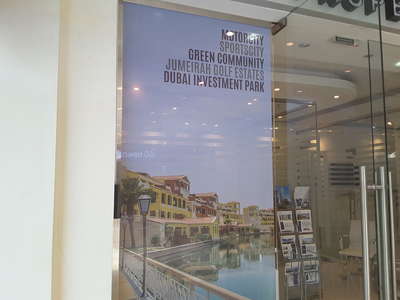 MOTORCITY
SPORTSCITY
GREEN COMMUNITY
JUMEIRAH GOLF ESTATES
DUBAI INVESTMENT PARK